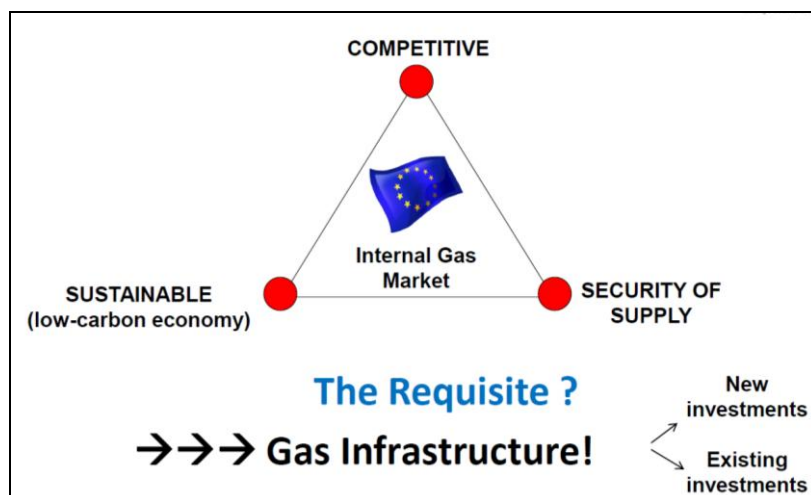 COMPETITIVE
Internal Gas
Market
SUSTAINABLE
(low-carbon economy)
SECURITY OF
SUPPLY
The Requisite ?
→→→ Gas Infrastructure!
New
investments
Existing
investments